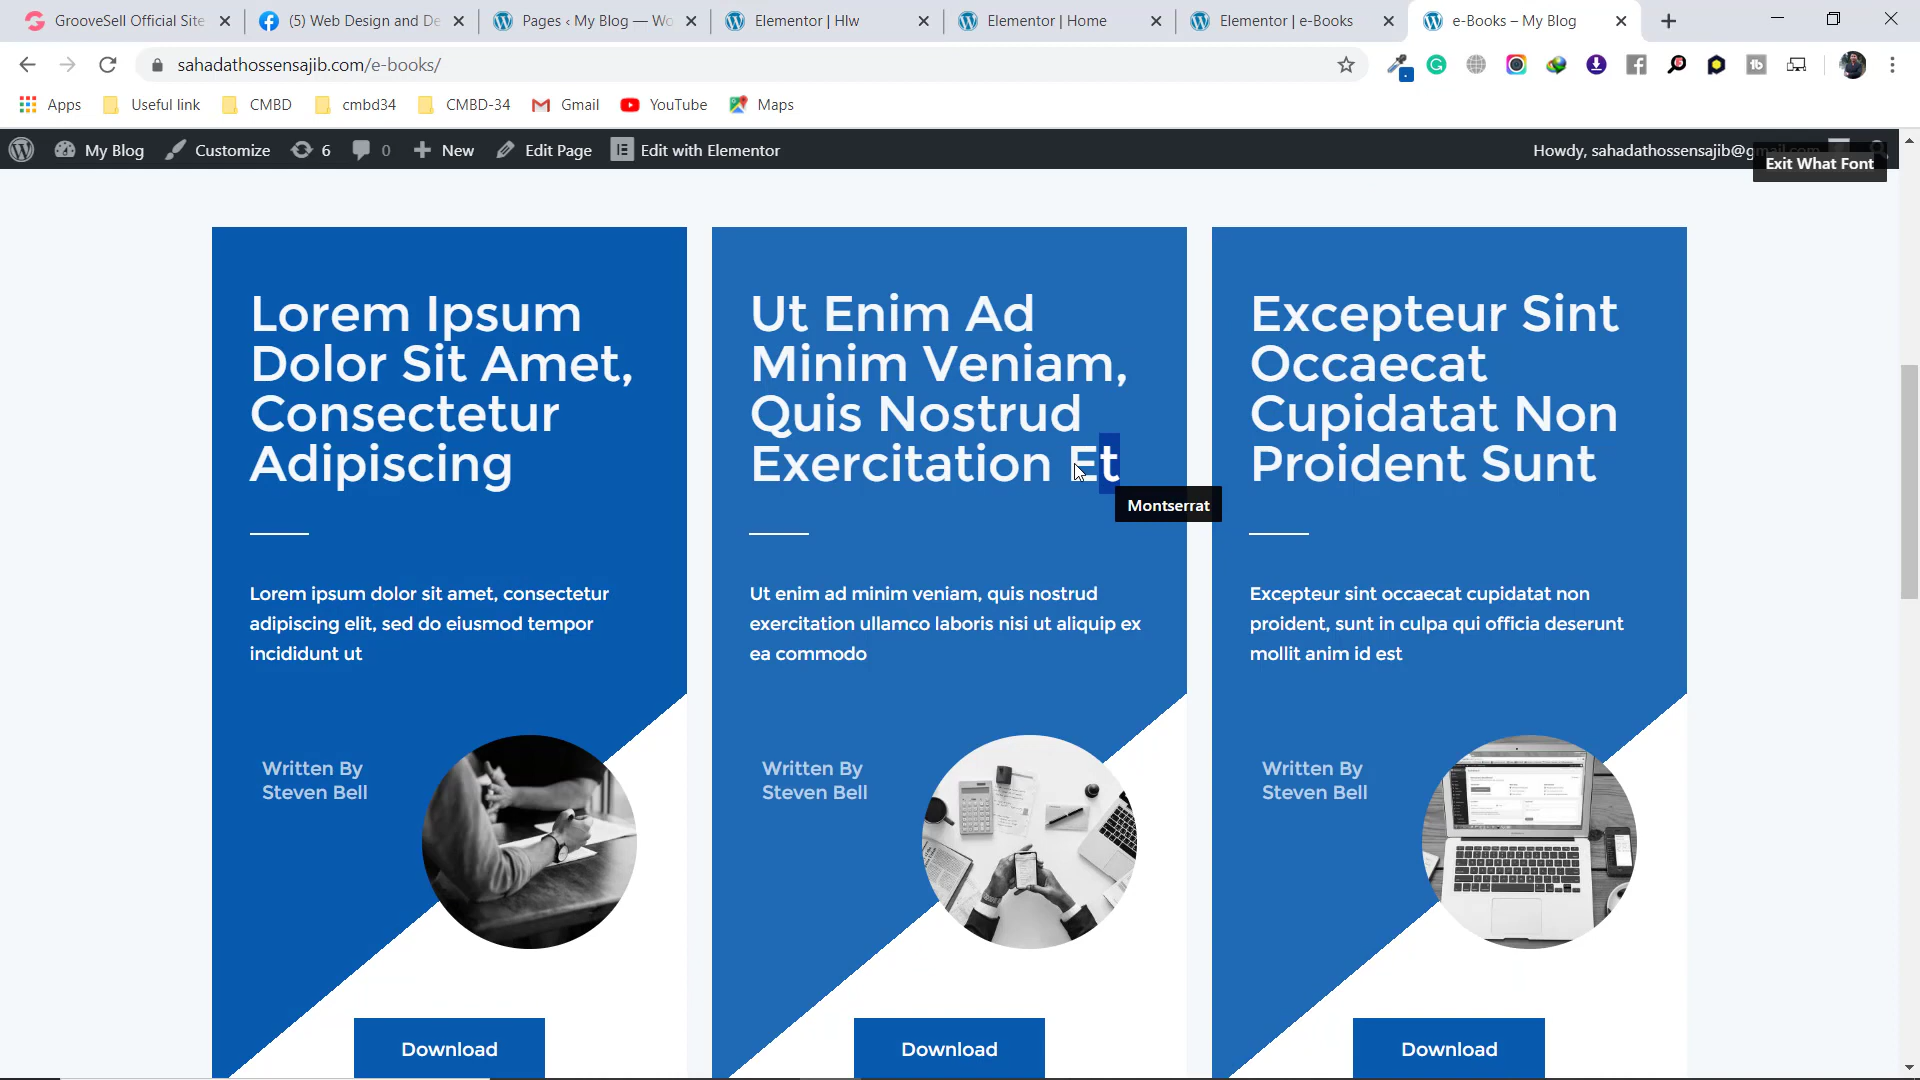 GrooveSell Official Site
(5) Web Design and De
Pages ‹ My Blog — Wo
Elementor | Hlw
Elementor | Home
Elementor | e-Books
e-Books – My Blog
sahadathossensajib.com/e-books/
Apps
Useful link
CMBD
cmbd34
CMBD-34
Gmail
YouTube
Maps
My Blog
Customize
6
0
New
Edit Page
Edit with Elementor
Howdy, sahadathossensajib@gmail.com
Exit What Font
Lorem Ipsum
Dolor Sit Amet,
Consectetur
Adipiscing
Lorem ipsum dolor sit amet, consectetur
adipiscing elit, sed do eiusmod tempor
incididunt ut
Written By
Steven Bell
Download
Ut Enim Ad
Minim Veniam,
Quis Nostrud
Exercitation Et
Montserrat
Ut enim ad minim veniam, quis nostrud
exercitation ullamco laboris nisi ut aliquip ex
ea commodo
Written By
Steven Bell
Download
Excepteur Sint
Occaecat
Cupidatat Non
Proident Sunt
Excepteur sint occaecat cupidatat non
proident, sunt in culpa qui officia deserunt
mollit anim id est
Written By
Steven Bell
Download